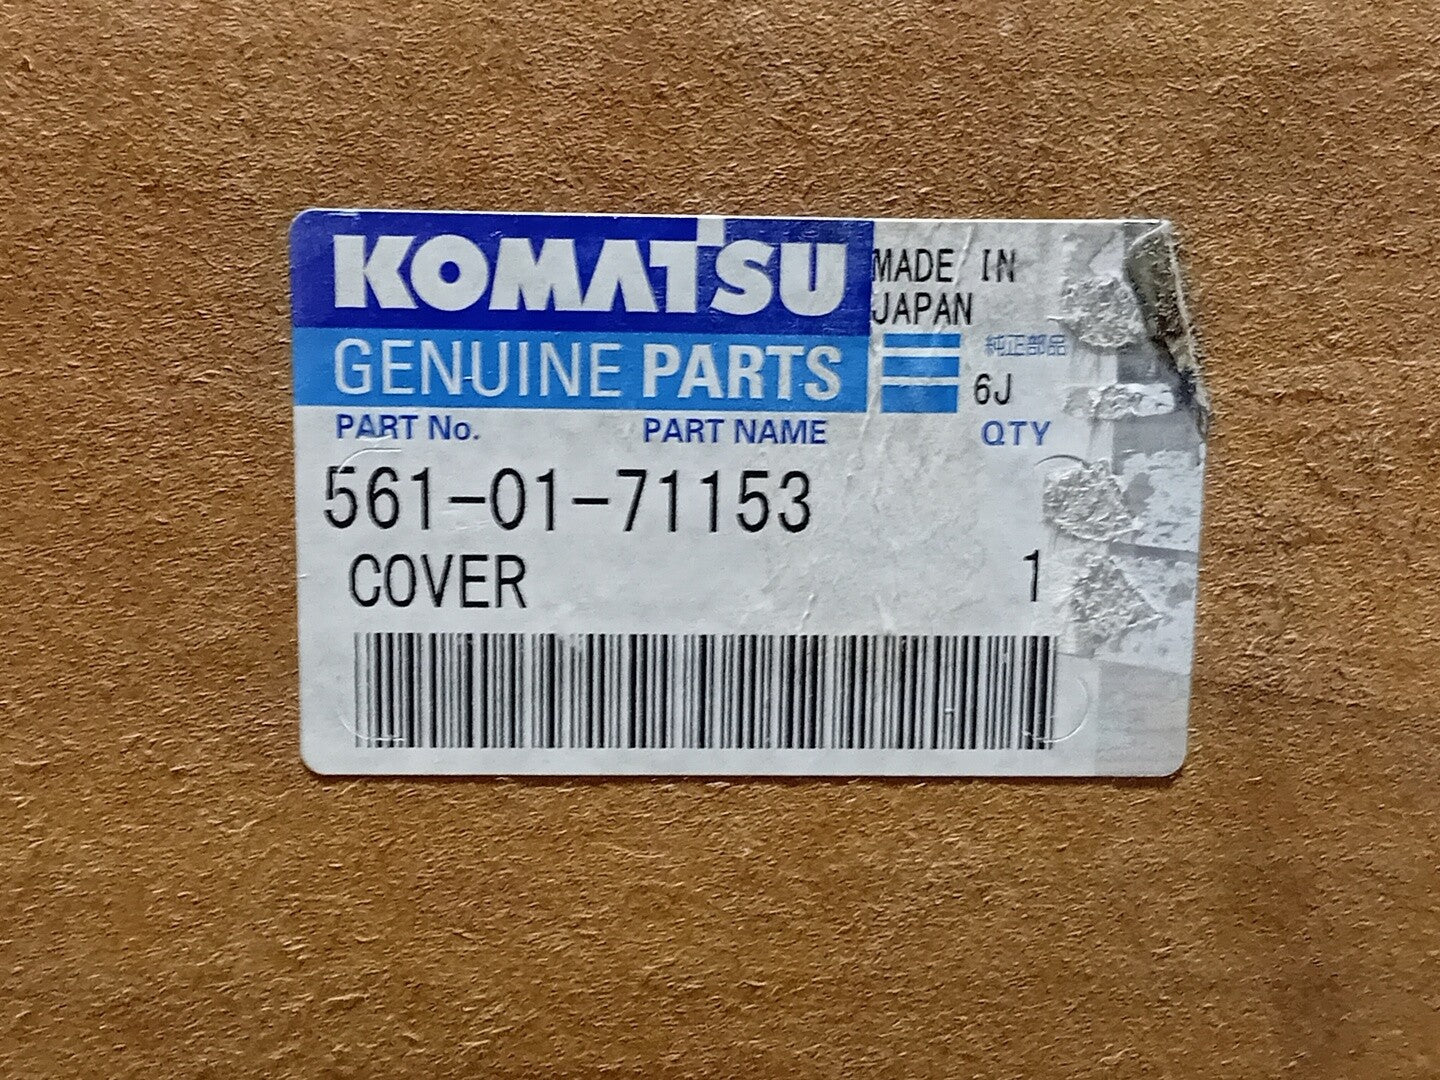 KOMATSU
MADE IN
JAPAN
GENUINE PARTS
純正部品
6J
PART No. PART NAME QTY
561-01-71153
COVER 1